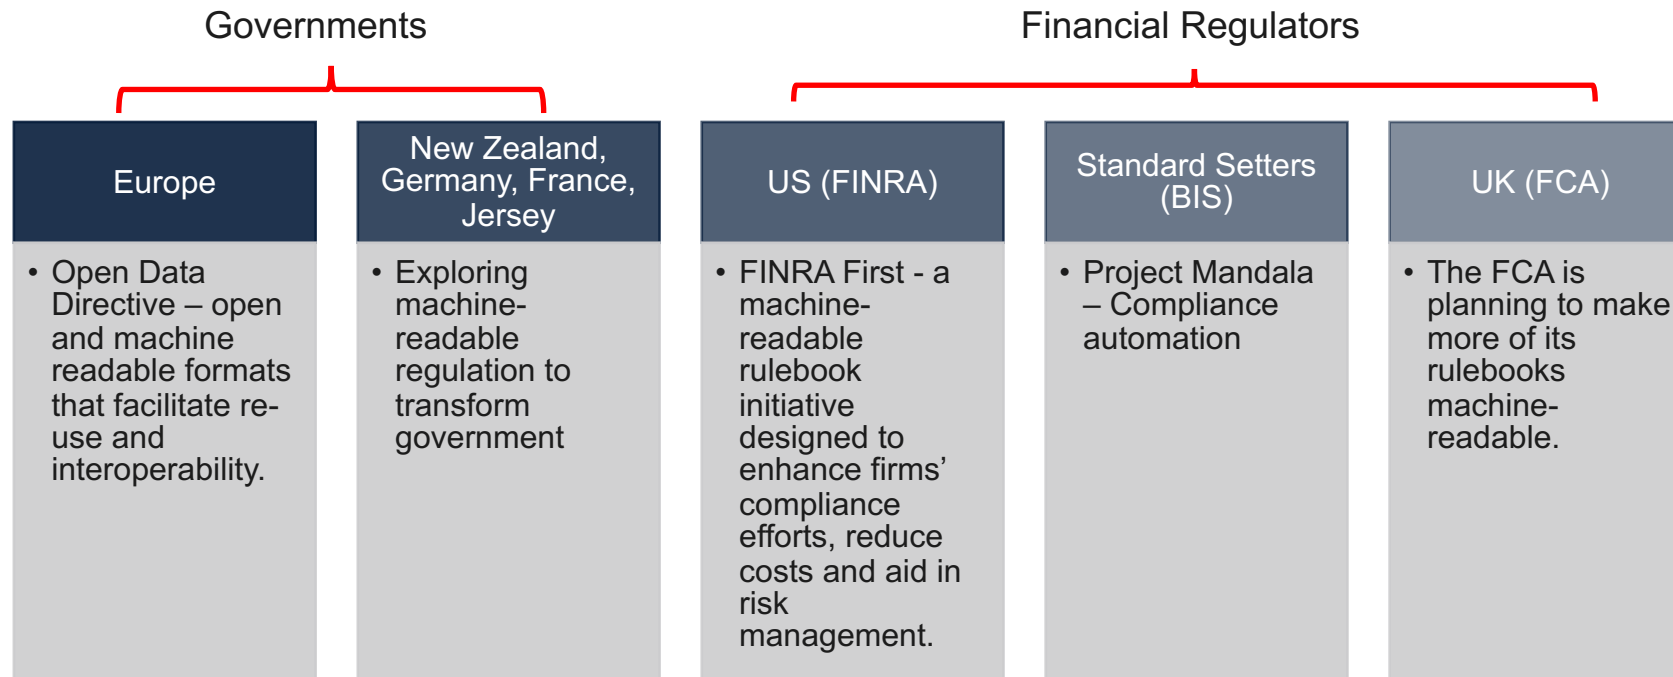 Governments
Financial Regulators
Europe
• Open Data
Directive – open
and machine
readable formats
that facilitate re-
use and
interoperability.
New Zealand,
Germany, France,
Jersey
• Exploring
machine-
readable
regulation to
transform
government
US (FINRA)
• FINRA First - a
machine-
readable
rulebook
initiative
designed to
enhance firms’
compliance
efforts, reduce
costs and aid in
risk
management.
Standard Setters
(BIS)
• Project Mandala
– Compliance
automation
UK (FCA)
• The FCA is
planning to make
more of its
rulebooks
machine-
readable.